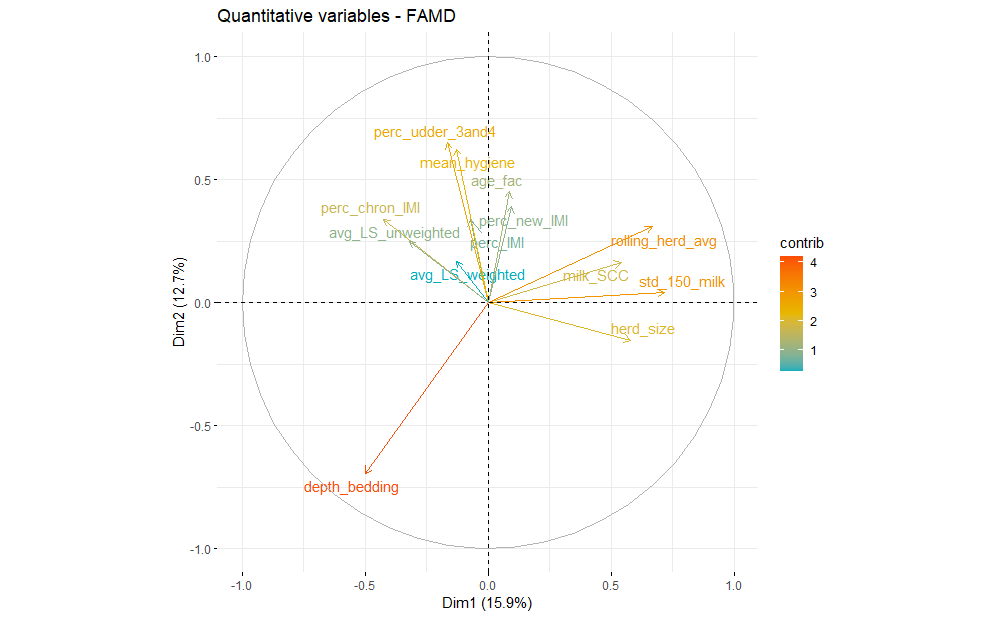 Quantitative variables - FAMD
1.0
0.5
0.0
-0.5
-1.0
Dim2 (12.7%)
perc_udder_3and4
mean_hygiene
age_fac
perc_chron_IMI
perc_new_IMI
avg_LS_unweighted
perc_IMI
rolling_herd_avg
avg_LS_weighted
milk_SCC
std_150_milk
herd_size
depth_bedding
-1.0
-0.5
0.0
0.5
1.0
Dim1 (15.9%)
contrib
4
3
2
1